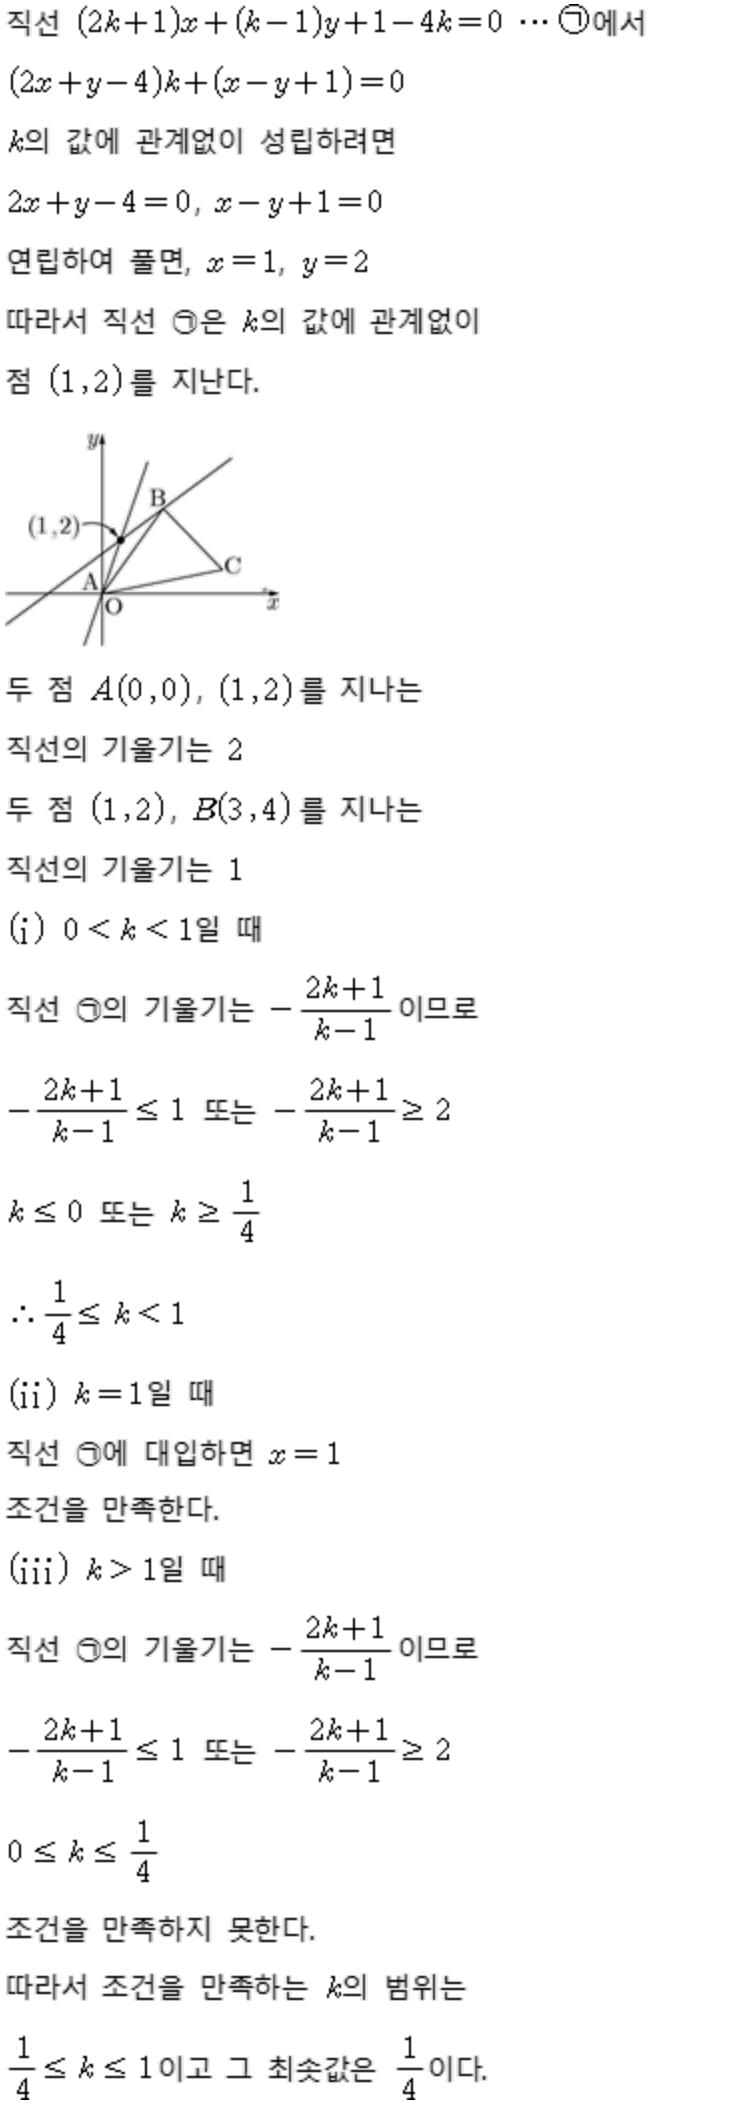 직선 (2k+1)x+(k-1)y+1-4k=0 ⋯ ㉠에서
(2x+y-4)k+(x-y+1)=0
k의 값에 관계없이 성립하려면
2x+y-4=0, x-y+1=0
연립하여 풀면, x=1, y=2
따라서 직선 ㉠은 k의 값에 관계없이
점 (1,2)를 지난다.
y
B
(1,2)
C
A
O
x
두 점 A(0,0), (1,2)를 지나는
직선의 기울기는 2
두 점 (1,2), B(3,4)를 지나는
직선의 기울기는 1
(i) 0<k<1일 때
직선 ㉠의 기울기는 -\frac{2k+1}{k-1}이므로
-\frac{2k+1}{k-1}≤1 또는 -\frac{2k+1}{k-1}≥2
k≤0 또는 k≥\frac{1}{4}
∴\frac{1}{4}≤k<1
(ii) k=1일 때
직선 ㉠에 대입하면 x=1
조건을 만족한다.
(iii) k>1일 때
직선 ㉠의 기울기는 -\frac{2k+1}{k-1}이므로
-\frac{2k+1}{k-1}≤1 또는 -\frac{2k+1}{k-1}≥2
0≤k≤\frac{1}{4}
조건을 만족하지 못한다.
따라서 조건을 만족하는 k의 범위는
\frac{1}{4}≤k≤1이고 그 최솟값은 \frac{1}{4}이다.